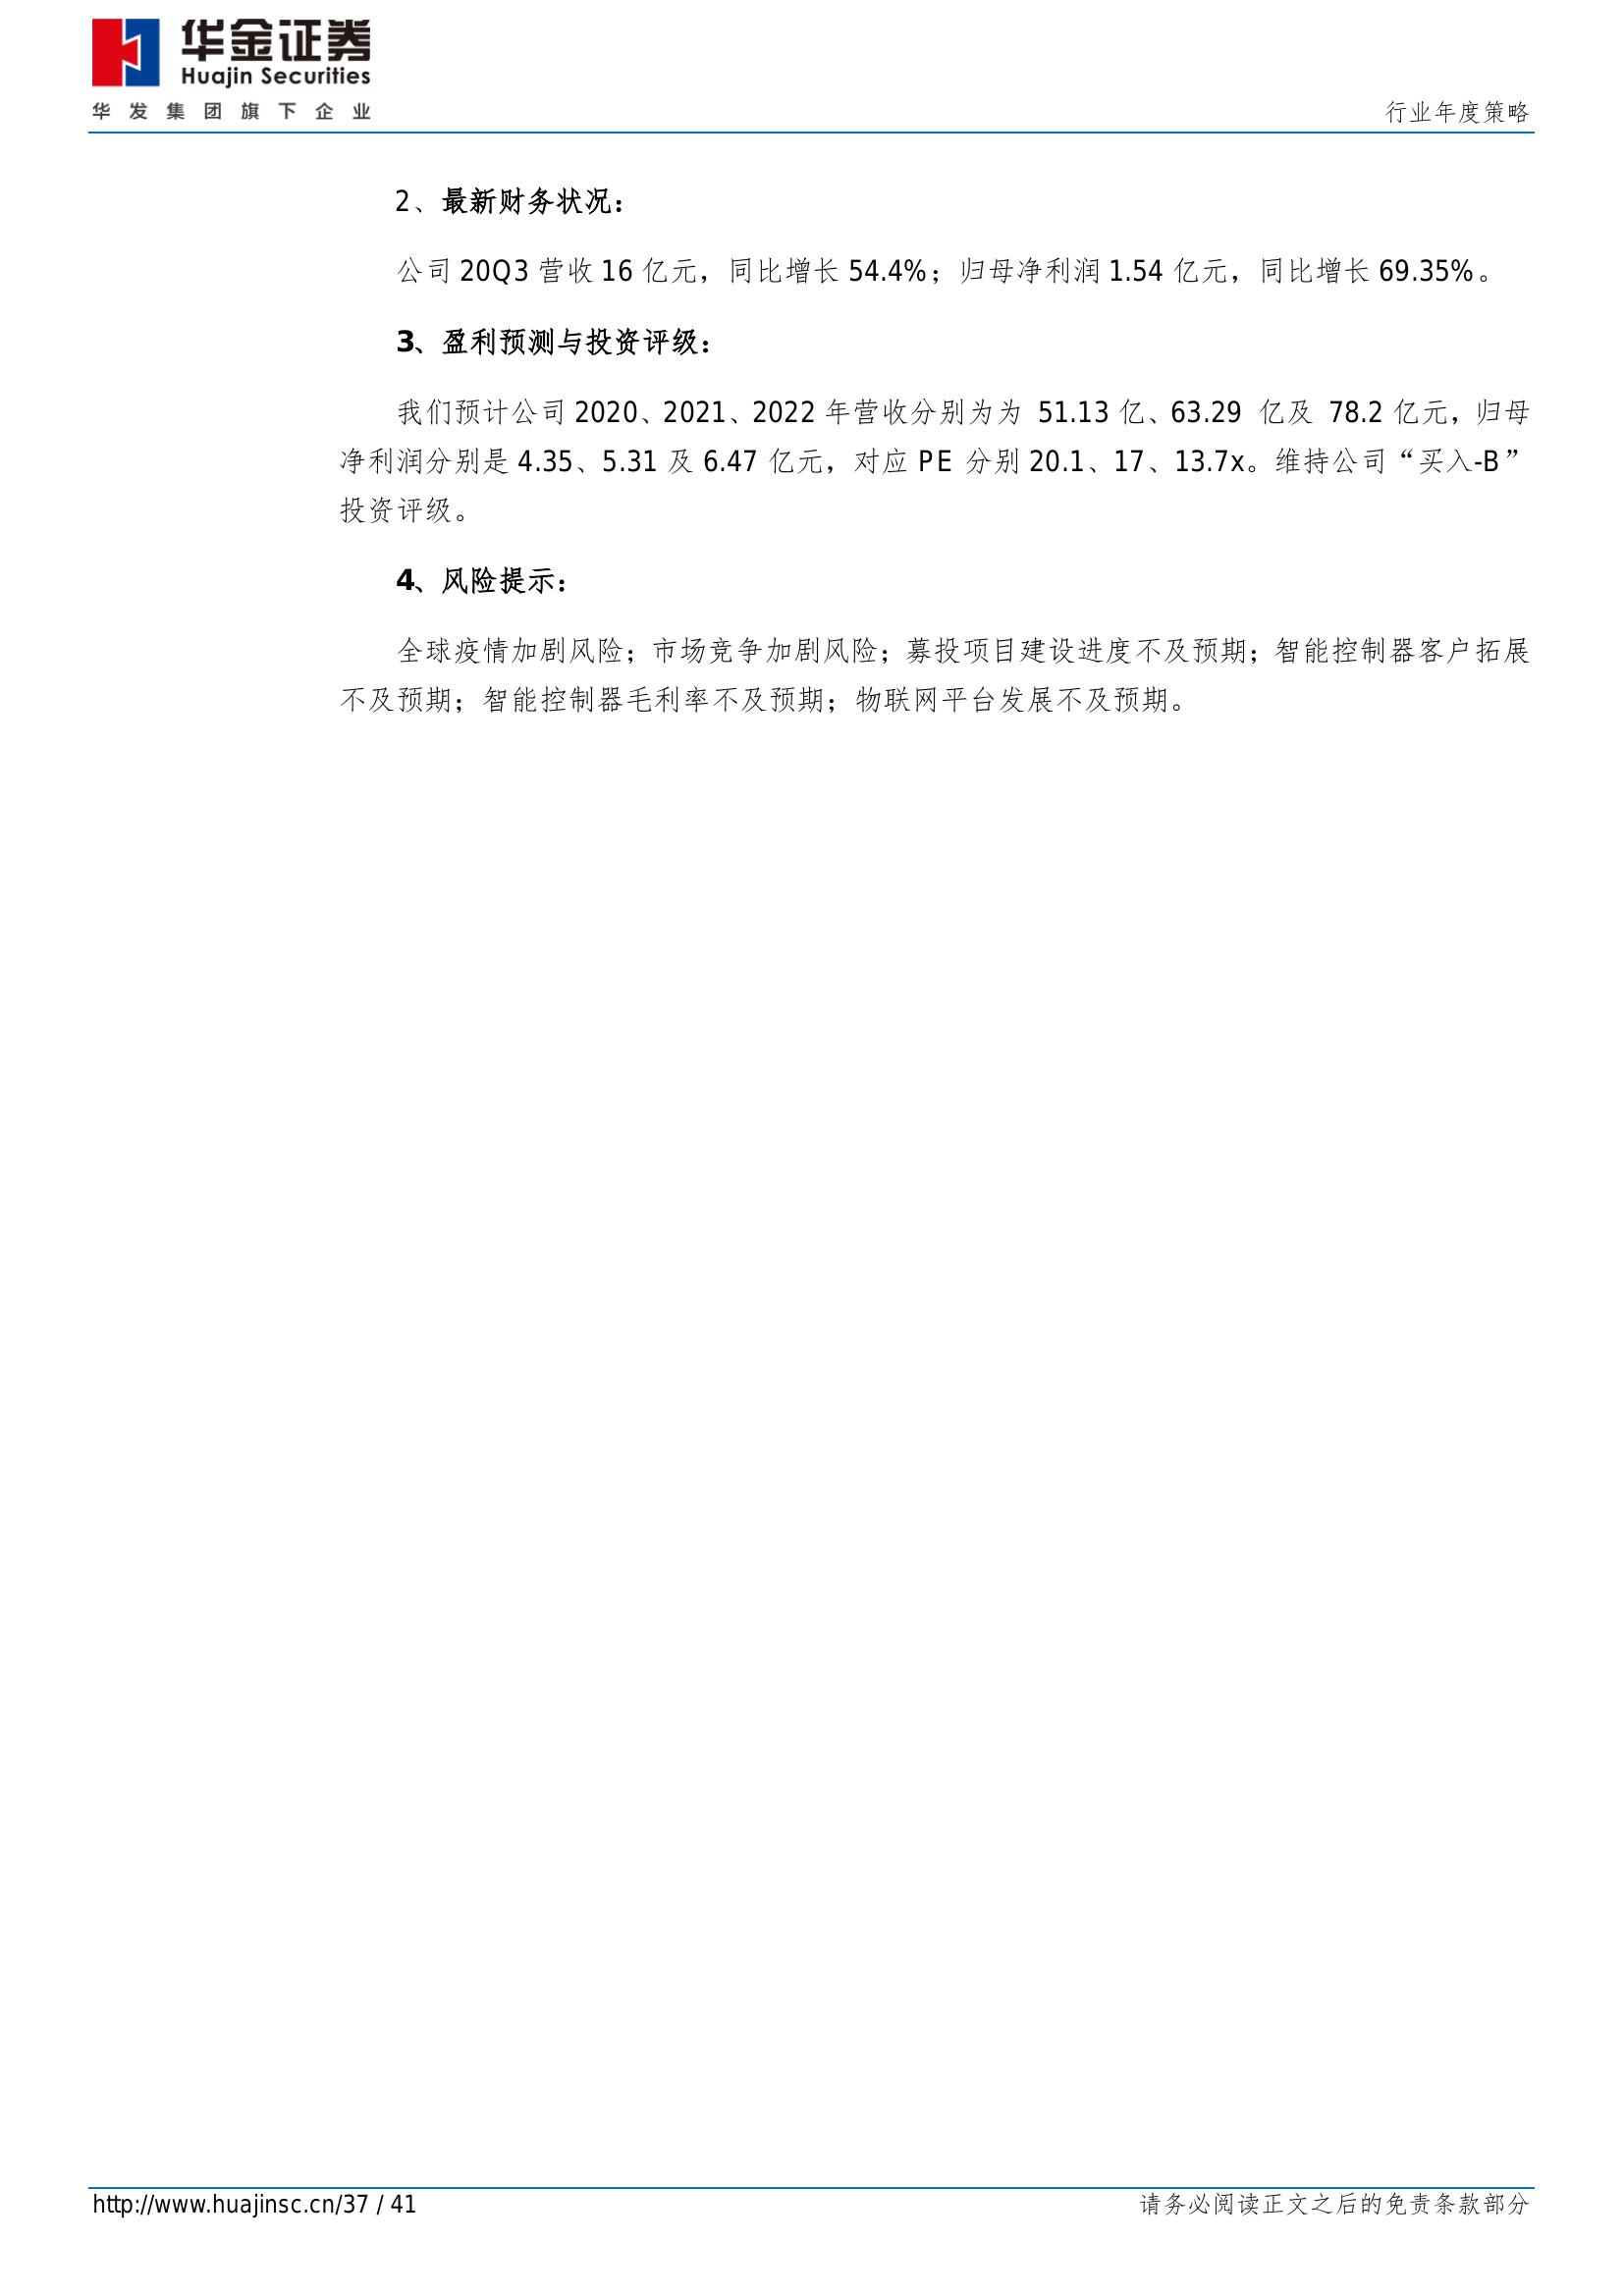 华金证券
Huajin Securities
华发集团旗下企业
行业年度策略
2、最新财务状况：
公司 20Q3 营收 16 亿元，同比增长 54.4%；归母净利润 1.54 亿元，同比增长 69.35%。
3、盈利预测与投资评级：
我们预计公司 2020、2021、2022 年营收分别为为 51.13 亿、63.29 亿及 78.2 亿元，归母
净利润分别是 4.35、5.31 及 6.47 亿元，对应 PE 分别 20.1、17、13.7x。维持公司“买入-B”
投资评级。
4、风险提示：
全球疫情加剧风险；市场竞争加剧风险；募投项目建设进度不及预期；智能控制器客户拓展
不及预期；智能控制器毛利率不及预期；物联网平台发展不及预期。
http://www.huajinsc.cn/37 / 41
请务必阅读正文之后的免责条款部分